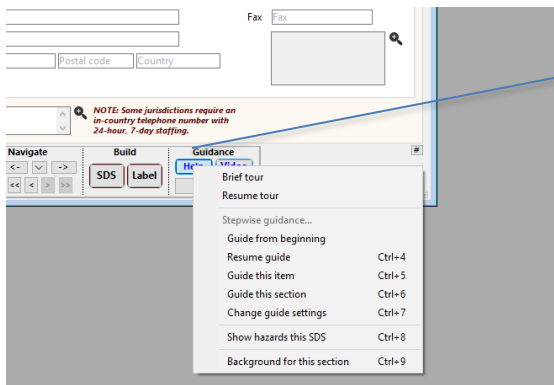 Fax Fax
Postal code Country
NOTE: Some jurisdictions require an
in-country telephone number with
24-hour, 7-day staffing.
Navigate Build Guidance #
<- -> SDS Label Help Video
<< < > >>
Brief tour
Resume tour
Stepwise guidance...
Guide from beginning
Resume guide Ctrl+4
Guide this item Ctrl+5
Guide this section Ctrl+6
Change guide settings Ctrl+7
Show hazards this SDS Ctrl+8
Background for this section Ctrl+9